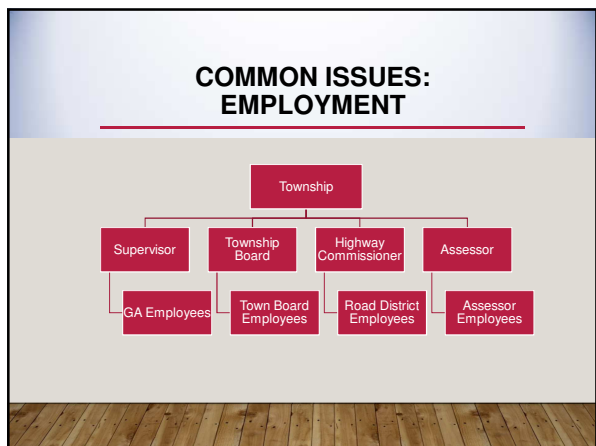 COMMON ISSUES:
EMPLOYMENT
Township
Supervisor
Township
Board
Highway
Commissioner
Assessor
GA Employees
Town Board
Employees
Road District
Employees
Assessor
Employees